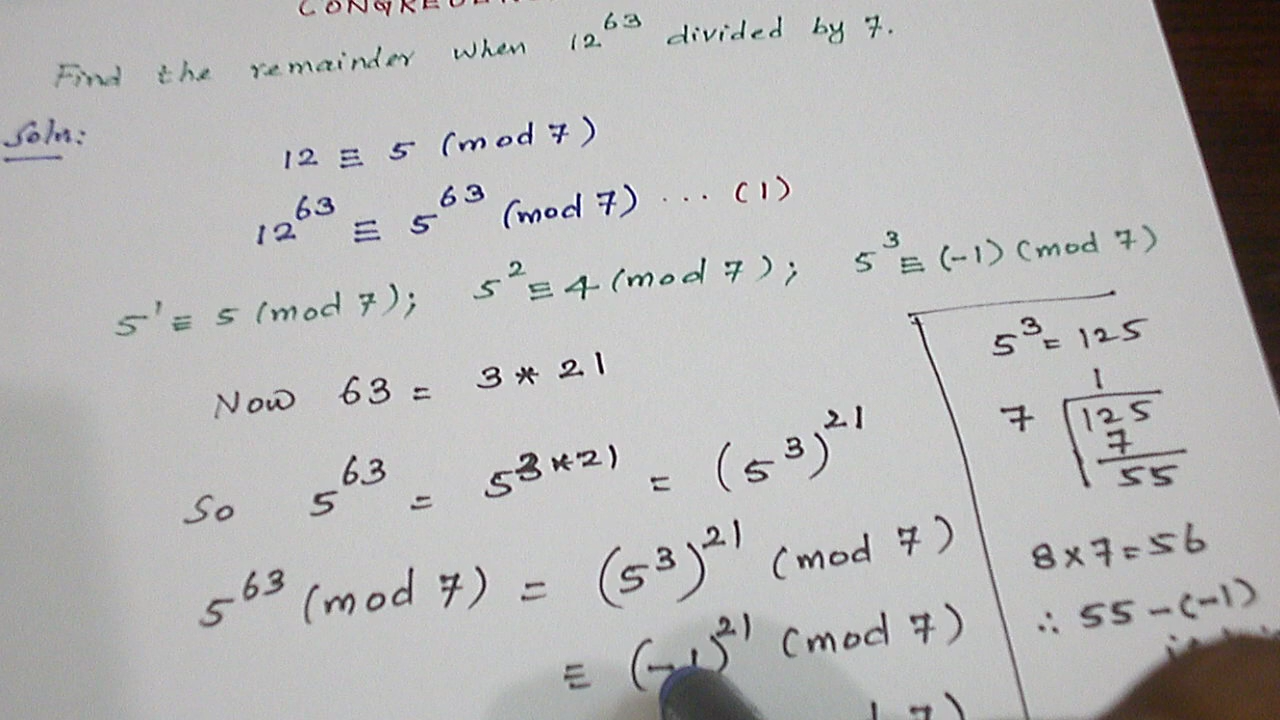 Find the remainder when 12^63 divided by 7.
Soln:
12 ≡ 5 (mod 7)
12^63 ≡ 5^63 (mod 7) ... (1)
5^1 ≡ 5 (mod 7); 5^2 ≡ 4 (mod 7); 5^3 ≡ (-1) (mod 7)
Now 63 = 3 * 21
So 5^63 = 5^3*21 = (5^3)^21
5^63 (mod 7) = (5^3)^21 (mod 7)
≡ (-1)^21 (mod 7)
5^3 = 125
1
7 125
7
55
8 x 7 = 56
∴ 55 - (-1)